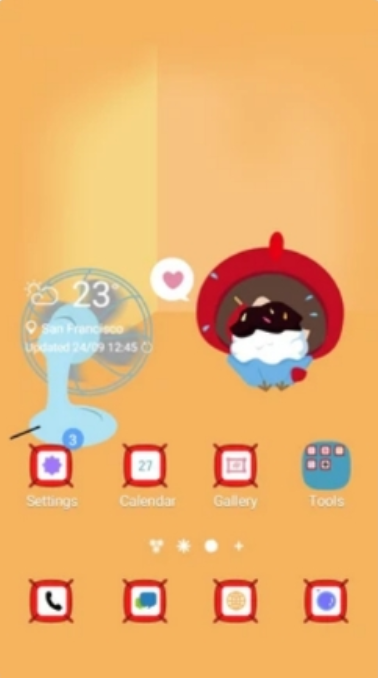 23°
San Francisco
Updated 24/09 12:45
3
27
Settings
Calendar
Gallery
Tools